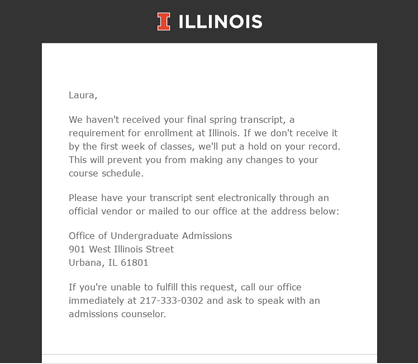 I ILLINOIS
Laura,
We haven't received your final spring transcript, a
requirement for enrollment at Illinois. If we don't receive it
by the first week of classes, we'll put a hold on your record.
This will prevent you from making any changes to your
course schedule.
Please have your transcript sent electronically through an
official vendor or mailed to our office at the address below:
Office of Undergraduate Admissions
901 West Illinois Street
Urbana, IL 61801
If you're unable to fulfill this request, call our office
immediately at 217-333-0302 and ask to speak with an
admissions counselor.